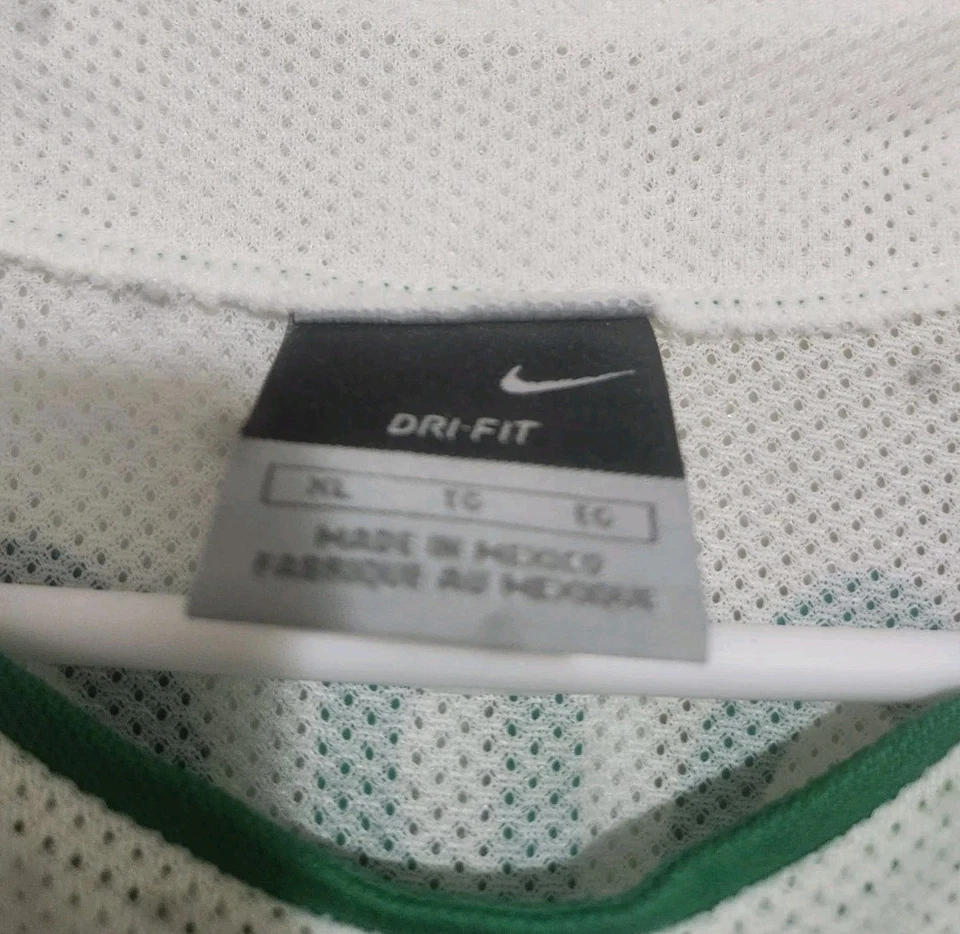 DRI-FIT
XL TG EG
MADE IN MEXICO
FABRIQUE AU MEXIQUE